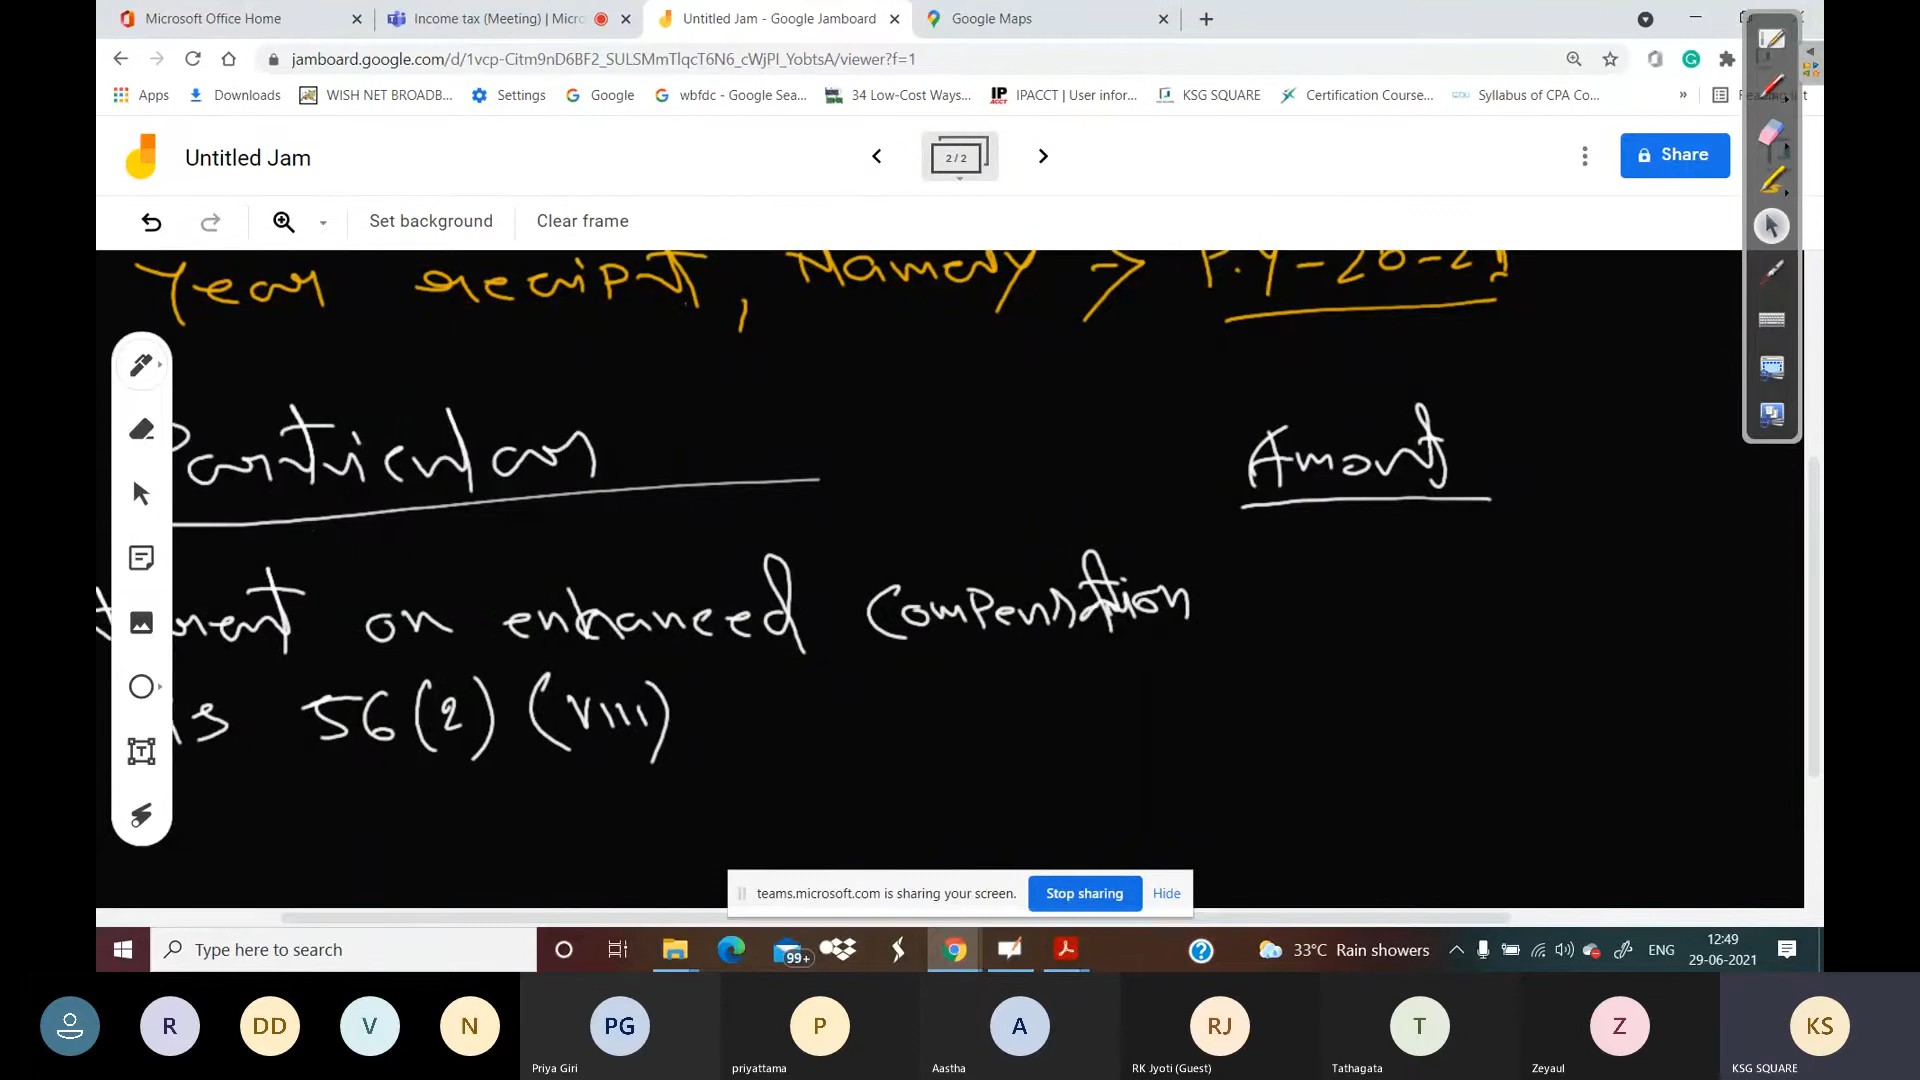 Microsoft Office Home
Income tax (Meeting) | Micro
Untitled Jam - Google Jamboard
Google Maps
jamboard.google.com/d/1vcp-Citm9nD6BF2_SULSMmTlqcT6N6_cWjPI_YobtsA/viewer?f=1
Apps
Downloads
WISH NET BROADB...
Settings
Google
wbfdc - Google Sea...
34 Low-Cost Ways...
IPACCT | User infor...
KSG SQUARE
Certification Course...
Syllabus of CPA Co...
»
Untitled Jam
2 / 2
Share
Set background
Clear frame
Year receipt, Namely → P.Y-20-21
Particular
Amount
on enhanced compensation
56(2)(VIII)
teams.microsoft.com is sharing your screen.
Stop sharing
Hide
Type here to search
99+
33°C Rain showers
ENG
12:49
29-06-2021
R
DD
V
N
PG
P
A
RJ
T
Z
KS
Priya Giri
priyattama
Aastha
RK Jyoti (Guest)
Tathagata
Zeyaul
KSG SQUARE